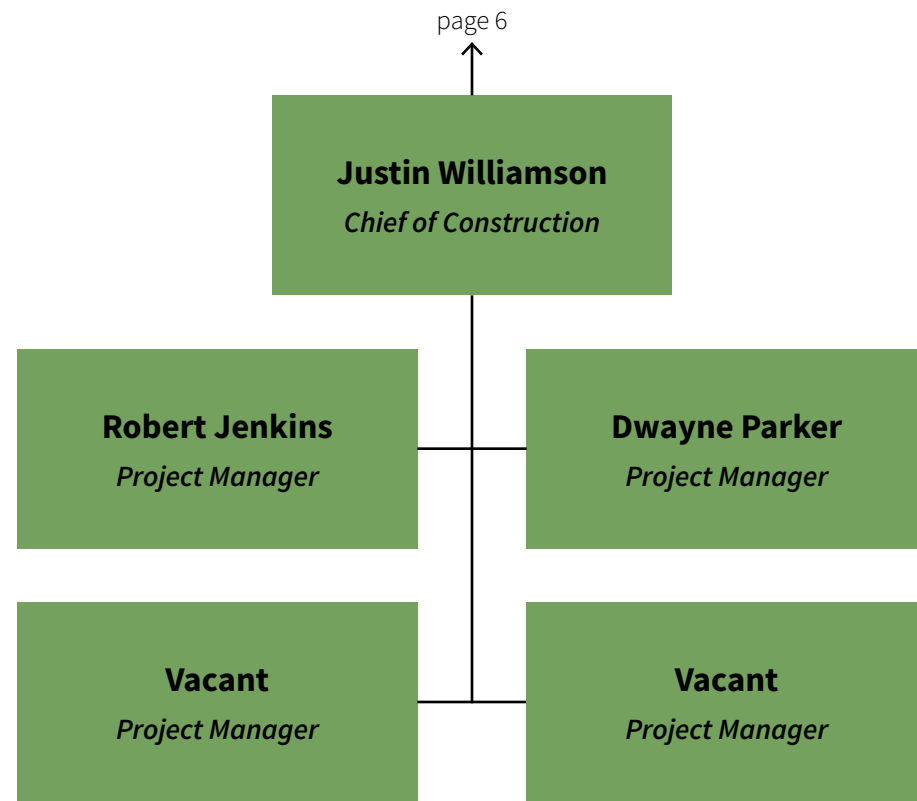 page 6
Justin Williamson
Chief of Construction
Robert Jenkins
Project Manager
Dwayne Parker
Project Manager
Vacant
Project Manager
Vacant
Project Manager